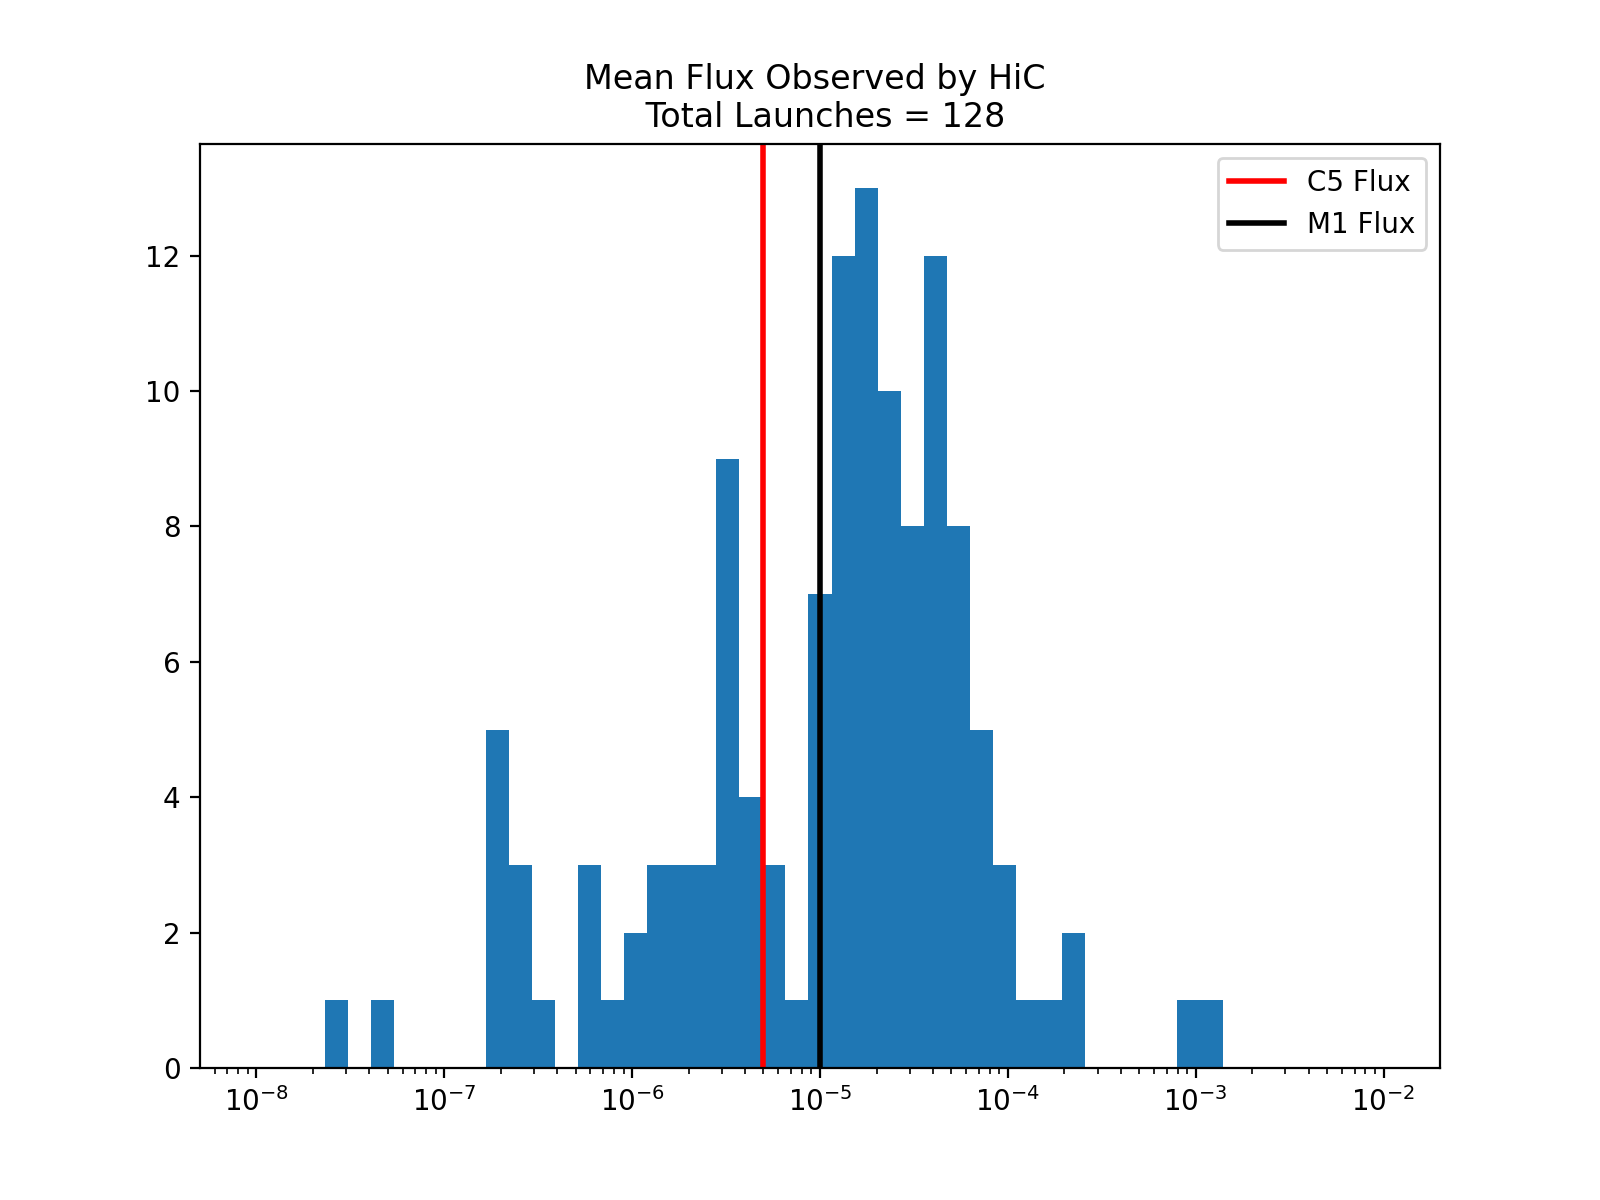 Mean Flux Observed by HiC
Total Launches = 128
C5 Flux
M1 Flux
12
10
8
6
4
2
0
10⁻⁸ 10⁻⁷ 10⁻⁶ 10⁻⁵ 10⁻⁴ 10⁻³ 10⁻²